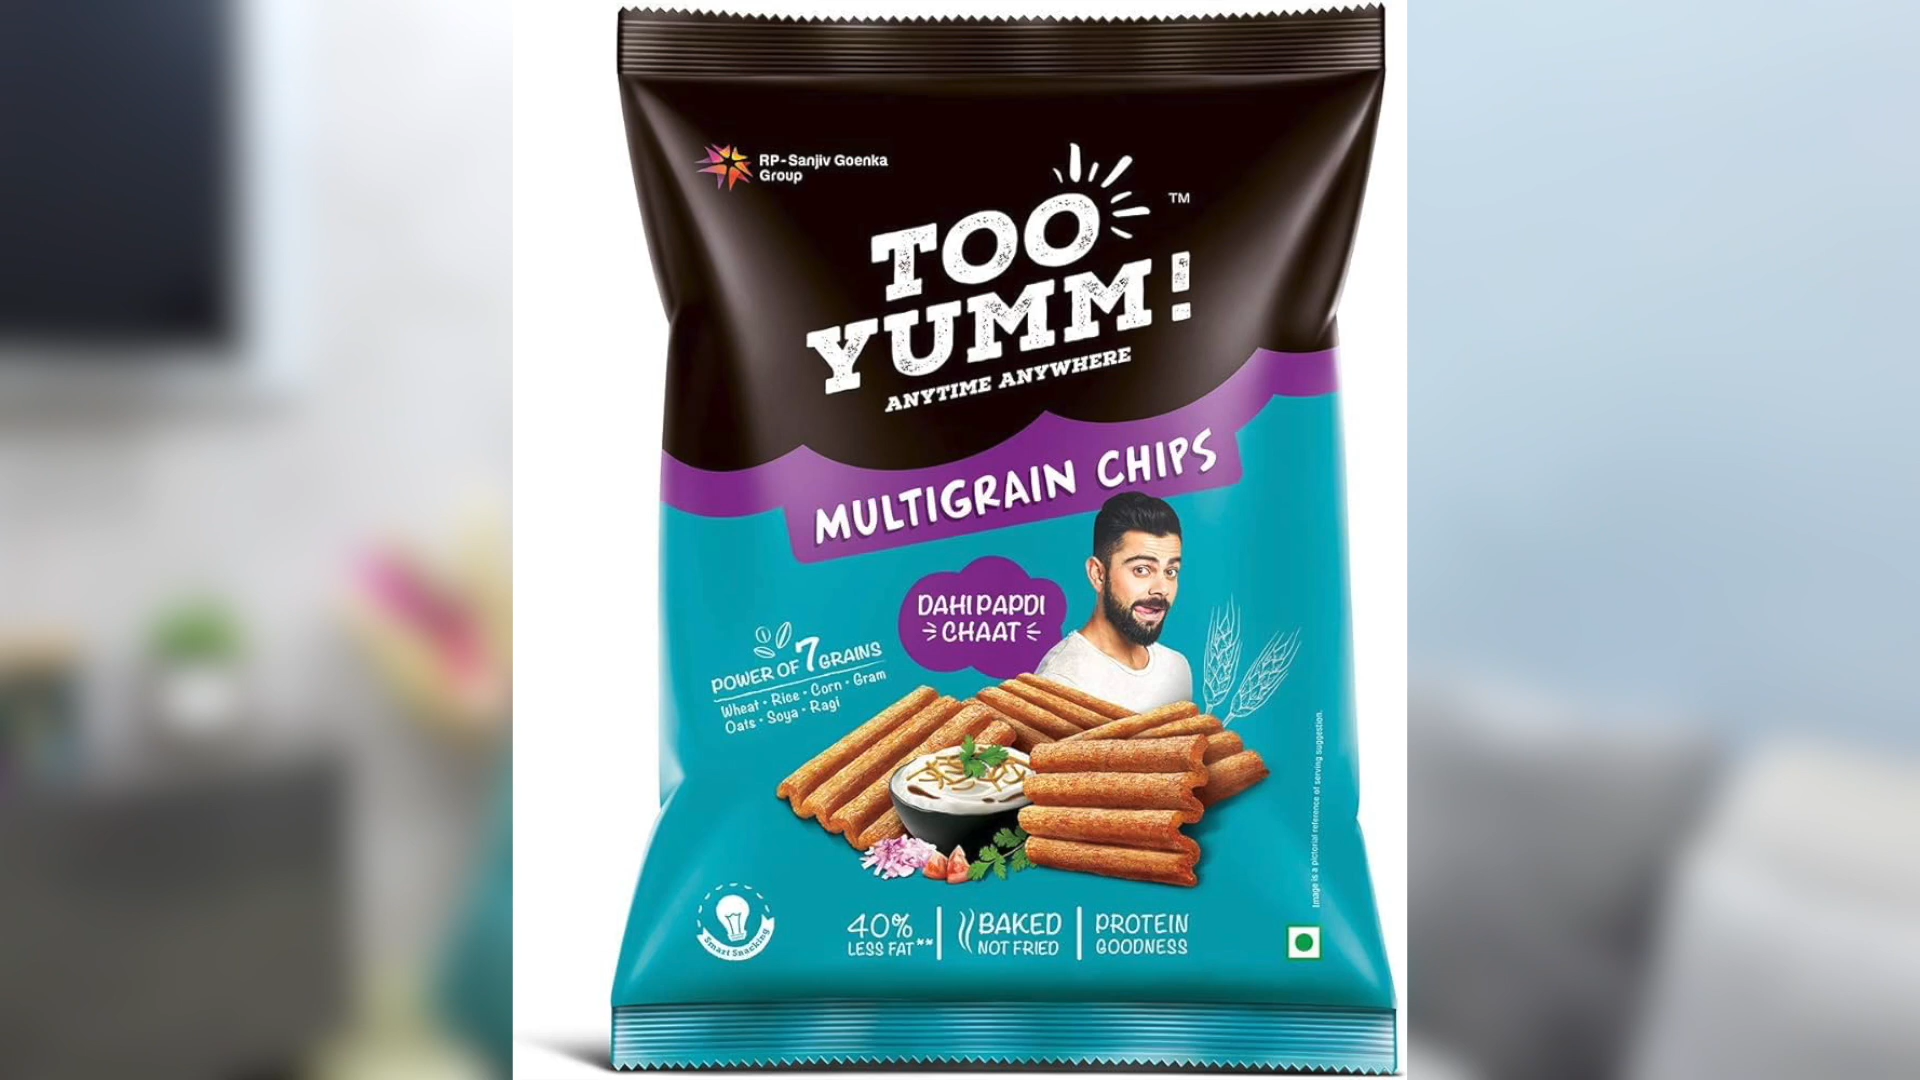 RP-Sanjiv Goenka
Group
TOO
YUMM!
TM
ANYTIME ANYWHERE
MULTIGRAIN CHIPS
DAHI PAPDI
CHAAT
POWER OF 7 GRAINS
Wheat · Rice · Corn · Gram
Oats · Soya · Ragi
Image is a pictorial reference of serving suggestion.
Smart Snacking
40%
LESS FAT**
BAKED
NOT FRIED
PROTEIN
GOODNESS